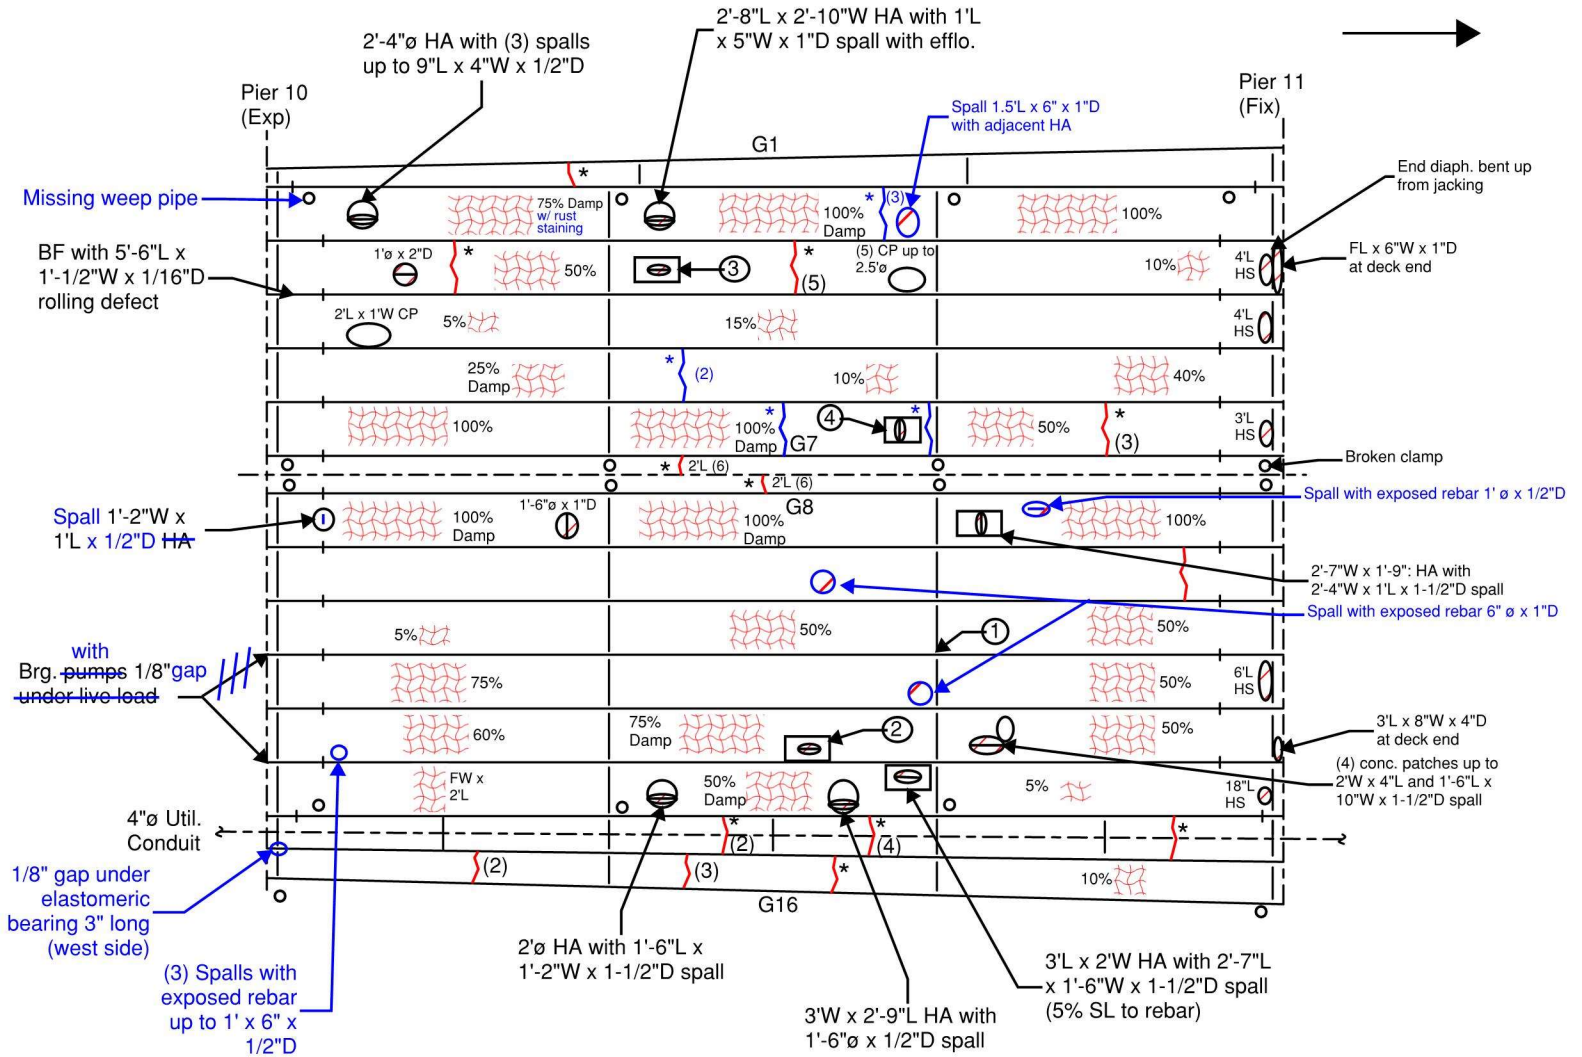 2'-8"L x 2'-10"W HA with 1'L
x 5"W x 1"D spall with efflo.
2'-4"ø HA with (3) spalls
up to 9"L x 4"W x 1/2"D
Pier 10
(Exp)
Pier 11
(Fix)
Spall 1.5'L x 6" x 1"D
with adjacent HA
G1
*
End diaph. bent up
from jacking
Missing weep pipe
75% Damp
w/ rust
staining
100%
Damp
*
(3)
100%
BF with 5'-6"L x
1'-1/2"W x 1/16"D
rolling defect
1'ø x 2"D
*
50%
3
*
(5)
(5) CP up to
2.5'ø
10%
4'L
HS
FL x 6"W x 1"D
at deck end
2'L x 1'W CP
5%
15%
4'L
HS
25%
Damp
*
(2)
10%
40%
100%
100%
Damp
*
G7
4
*
50%
*
(3)
3'L
HS
* 2'L (6)
Broken clamp
* 2'L (6)
G8
Spall with exposed rebar 1' ø x 1/2"D
Spall 1'-2"W x
1'L x 1/2"D HA
100%
Damp
1'-6"ø x 1"D
100%
Damp
100%
2'-7"W x 1'-9": HA with
2'-4"W x 1'L x 1-1/2"D spall
Spall with exposed rebar 6" ø x 1"D
5%
50%
1
50%
with
Brg. pumps 1/8" gap
under live load
75%
50%
6'L
HS
60%
75%
Damp
2
50%
3'L x 8"W x 4"D
at deck end
(4) conc. patches up to
2'W x 4'L and 1'-6"L x
10"W x 1-1/2"D spall
FW x
2'L
50%
Damp
5%
18"L
HS
4"ø Util.
Conduit
*
(2)
*
(4)
*
1/8" gap under
elastomeric
bearing 3" long
(west side)
(2)
(3)
*
10%
G16
2'ø HA with 1'-6"L x
1'-2"W x 1-1/2"D spall
3'L x 2'W HA with 2'-7"L
x 1'-6"W x 1-1/2"D spall
(5% SL to rebar)
(3) Spalls with
exposed rebar
up to 1' x 6" x
1/2"D
3'W x 2'-9"L HA with
1'-6"ø x 1/2"D spall